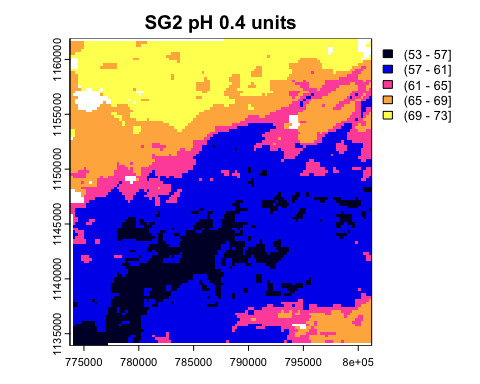 SG2 pH 0.4 units
(53 - 57]
(57 - 61]
(61 - 65]
(65 - 69]
(69 - 73]
1160000
1155000
1150000
1145000
1140000
1135000
775000 780000 785000 790000 795000 8e+05